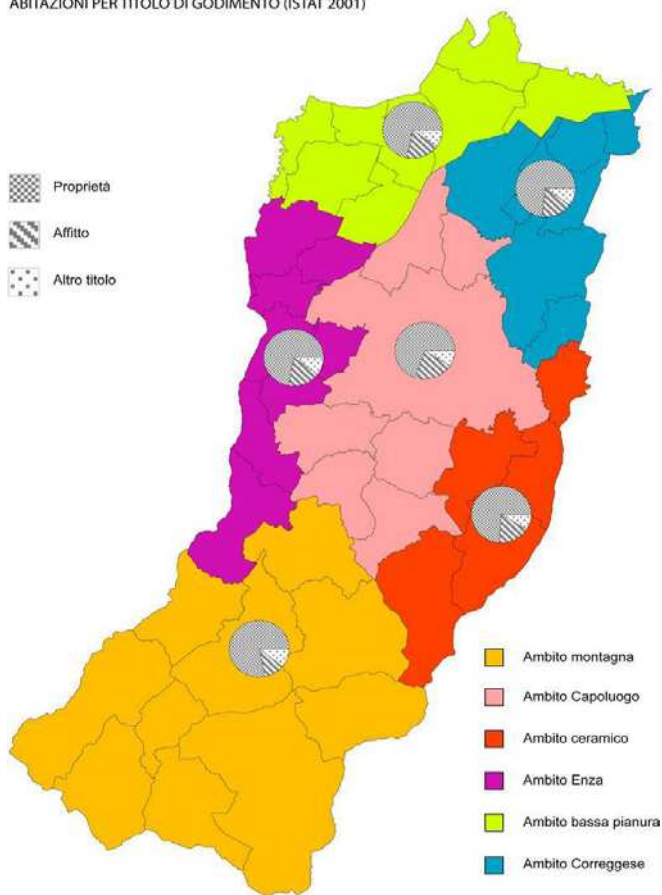 ABITAZIONI PER TITOLO DI GODIMENTO (ISTAT 2001)
Proprietà
Affitto
Altro titolo
Ambito montagna
Ambito Capoluogo
Ambito ceramico
Ambito Enza
Ambito bassa pianura
Ambito Correggese